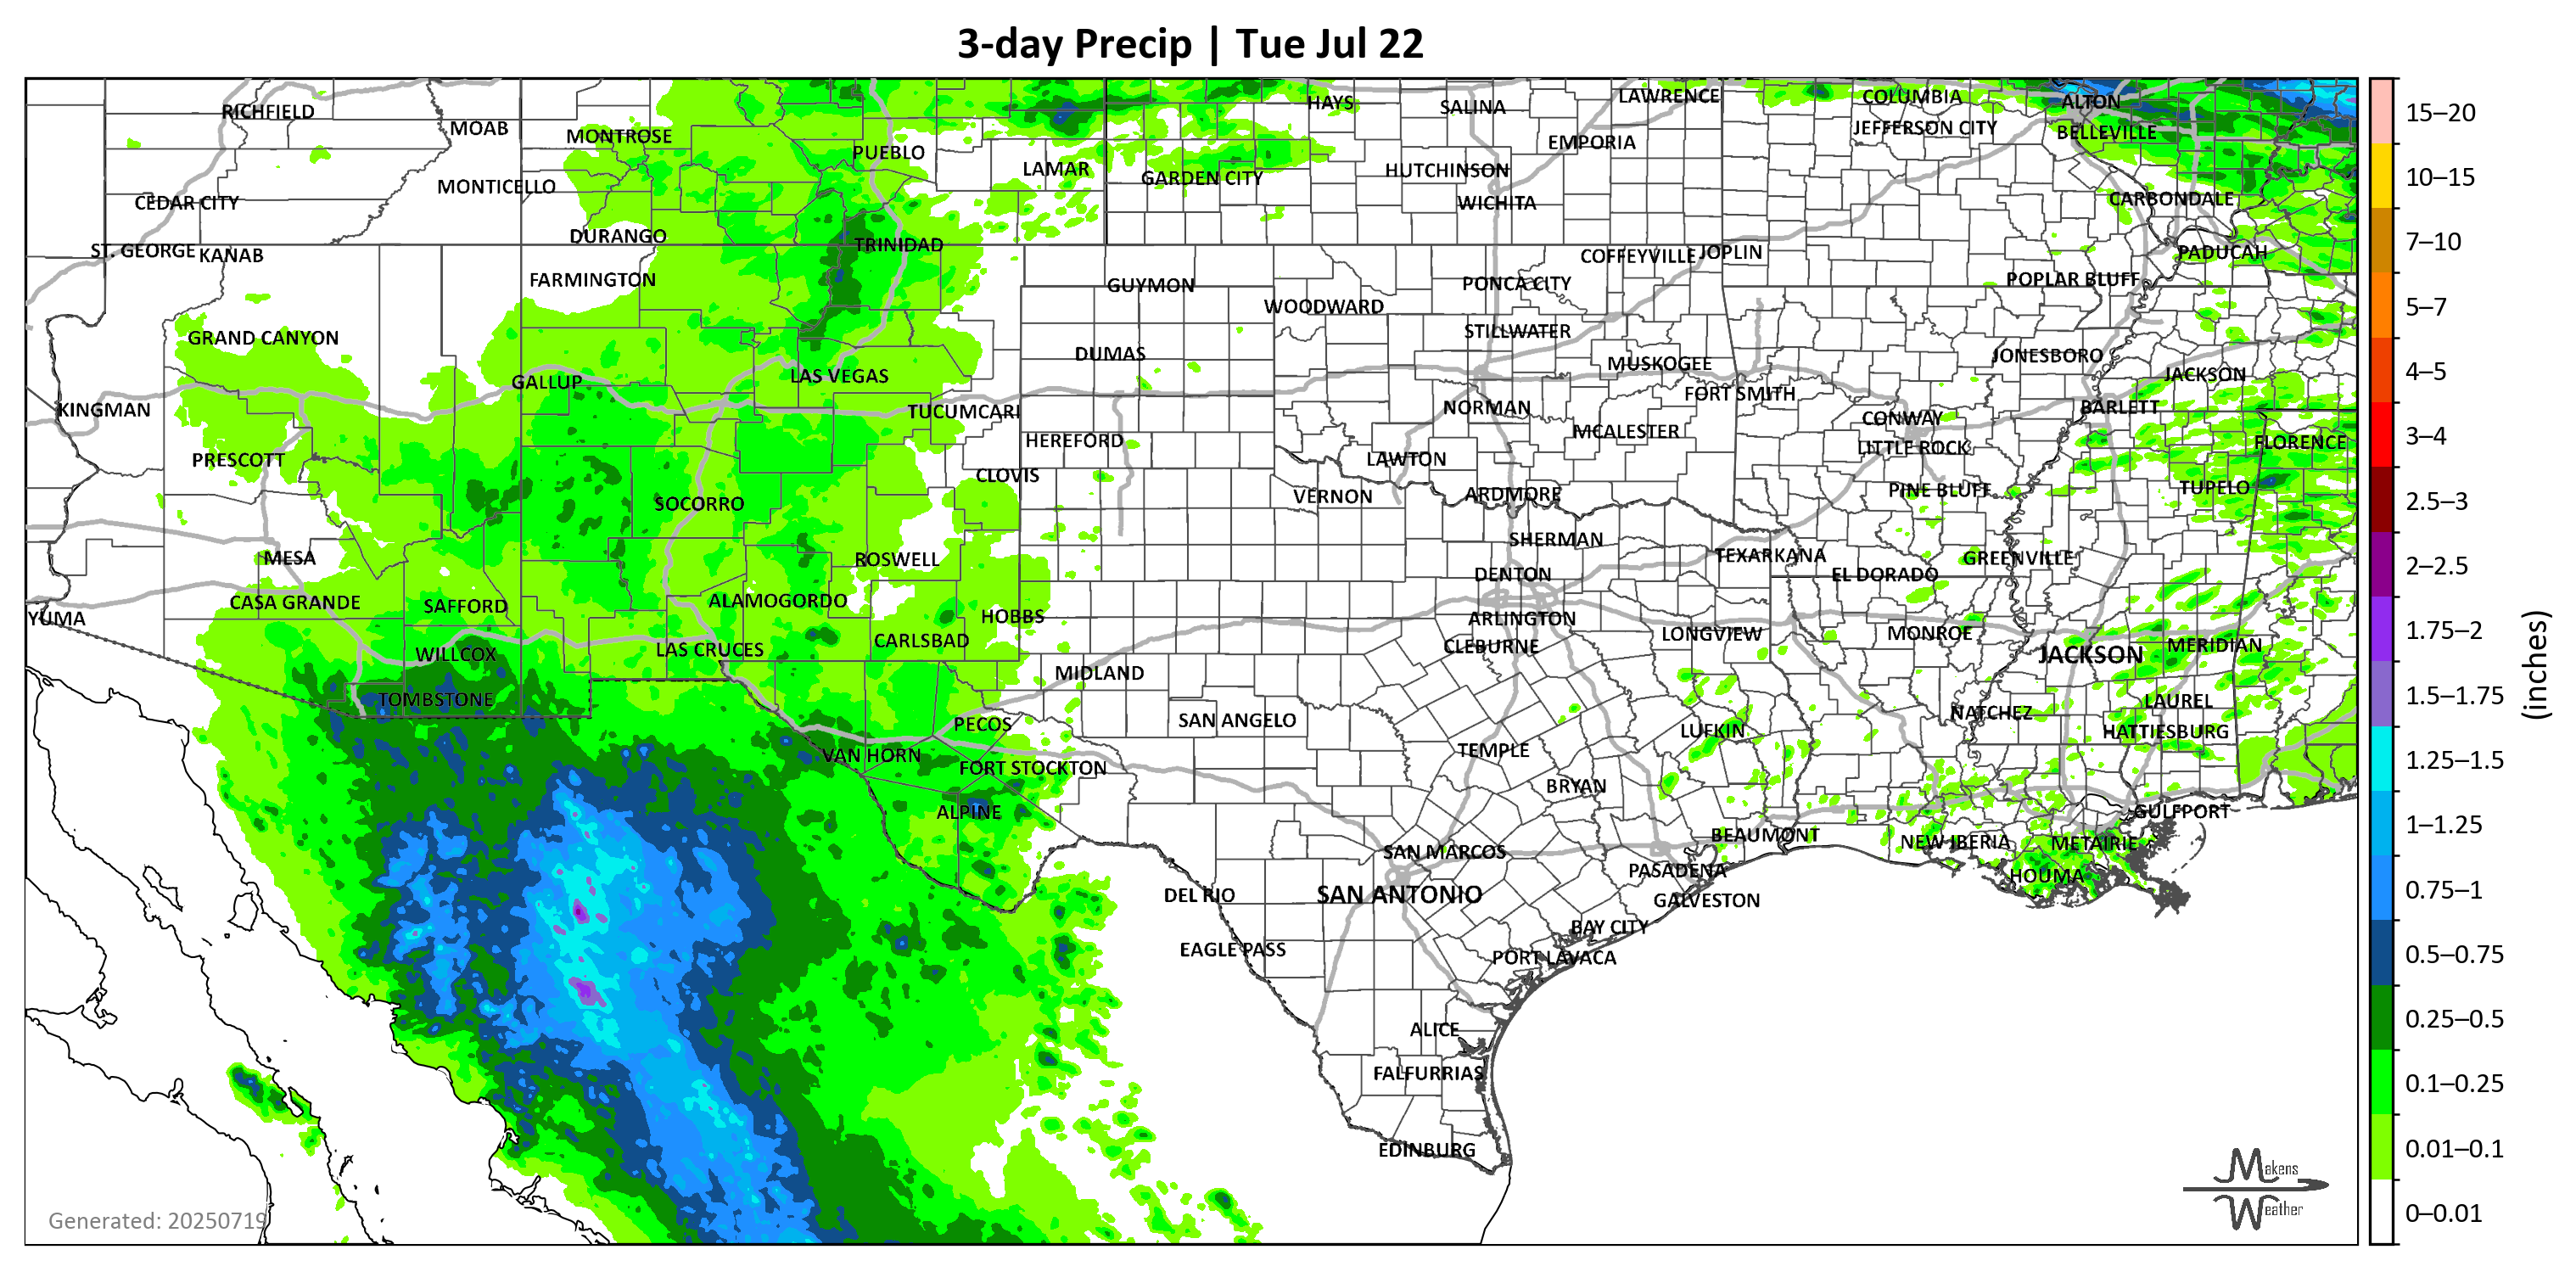 3-day Precip | Tue Jul 22
RICHFIELD
MOAB
MONTROSE
PUEBLO
LAMAR
HAYS
SALINA
LAWRENCE
COLUMBIA
ALTON
JEFFERSON CITY
BELLEVILLE
EMPORIA
HUTCHINSON
GARDEN CITY
MONTICELLO
CEDAR CITY
WICHITA
CARBONDALE
DURANGO
TRINIDAD
ST. GEORGE
KANAB
COFFEYVILLE
JOPLIN
PADUCAH
FARMINGTON
GUYMON
PONCA CITY
POPLAR BLUFF
WOODWARD
GRAND CANYON
STILLWATER
DUMAS
MUSKOGEE
JONESBORO
GALLUP
LAS VEGAS
JACKSON
FORT SMITH
KINGMAN
TUCUMCARI
NORMAN
CONWAY
BARLETT
HEREFORD
MCALESTER
LITTLE ROCK
FLORENCE
PRESCOTT
LAWTON
CLOVIS
SOCORRO
VERNON
ARDMORE
PINE BLUFF
TUPELO
SHERMAN
MESA
ROSWELL
TEXARKANA
GREENVILLE
DENTON
EL DORADO
CASA GRANDE
SAFFORD
ALAMOGORDO
YUMA
HOBBS
ARLINGTON
WILLCOX
LAS CRUCES
CARLSBAD
CLEBURNE
LONGVIEW
MONROE
JACKSON
MERIDIAN
TOMBSTONE
MIDLAND
LAUREL
PECOS
SAN ANGELO
NATCHEZ
VAN HORN
FORT STOCKTON
TEMPLE
LUFKIN
HATTIESBURG
BRYAN
ALPINE
GULFPORT
SAN MARCOS
BEAUMONT
NEW IBERIA
METAIRIE
PASADENA
HOUMA
DEL RIO
SAN ANTONIO
GALVESTON
BAY CITY
EAGLE PASS
PORT LAVACA
ALICE
FALFURRIAS
EDINBURG
Generated: 20250719
Makens
Weather
15–20
10–15
7–10
5–7
4–5
3–4
2.5–3
2–2.5
1.75–2
1.5–1.75
1.25–1.5
1–1.25
0.75–1
0.5–0.75
0.25–0.5
0.1–0.25
0.01–0.1
0–0.01
(inches)